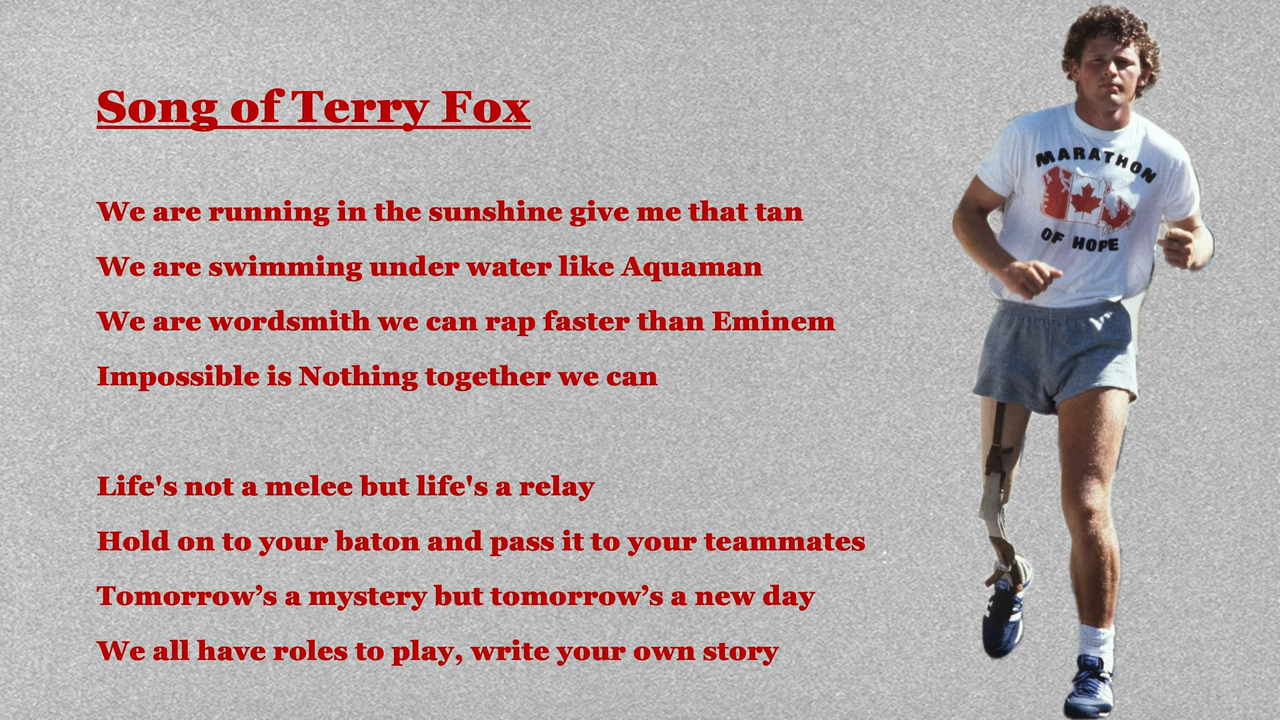 Song of Terry Fox
We are running in the sunshine give me that tan
We are swimming under water like Aquaman
We are wordsmith we can rap faster than Eminem
Impossible is Nothing together we can
Life's not a melee but life's a relay
Hold on to your baton and pass it to your teammates
Tomorrow’s a mystery but tomorrow’s a new day
We all have roles to play, write your own story
MARATHON
OF HOPE